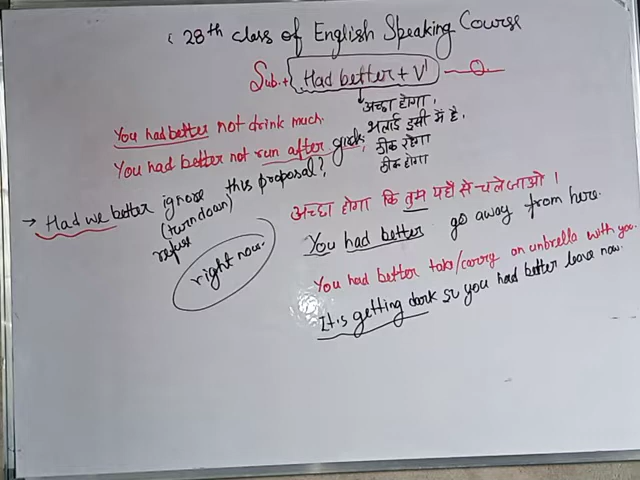 28th class of English Speaking Course
Sub.+ Had better + V¹ — O.
अच्छा होगा,
भलाई इसी में है,
ठीक रहेगा
ठीक होगा
You had better not drink much.
You had better not run after girls.
→ Had we better ignore this proposal?
(turn down)
refuse
right now.
अच्छा होगा कि तुम यहाँ से चले जाओ ।
You had better go away from here.
You had better take/carry an unbrella with you.
It is getting dark so you had better leave now.